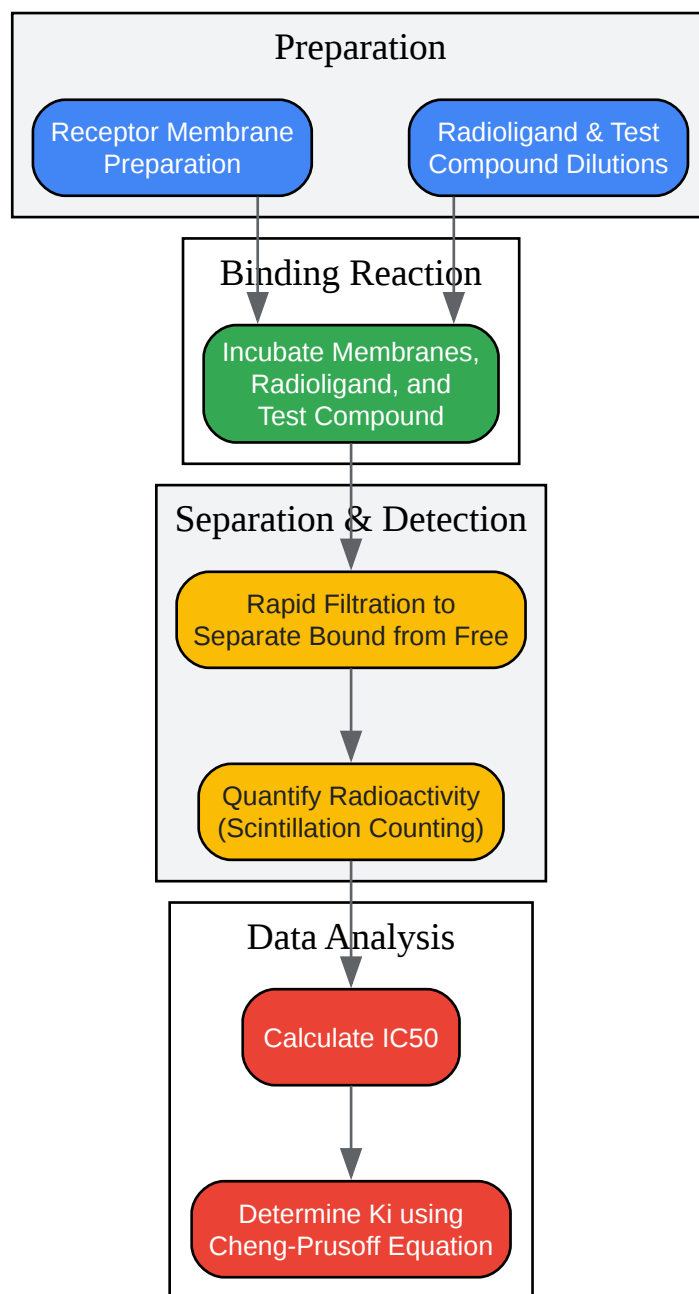 Preparation
Receptor Membrane
Preparation
Radioligand & Test
Compound Dilutions
Binding Reaction
Incubate Membranes,
Radioligand, and
Test Compound
Separation & Detection
Rapid Filtration to
Separate Bound from Free
Quantify Radioactivity
(Scintillation Counting)
Data Analysis
Calculate IC50
Determine Ki using
Cheng-Prusoff Equation